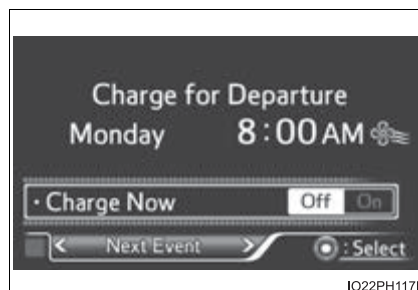 Charge for Departure
Monday 8:00 AM
· Charge Now Off On
< Next Event > : Select
IO22PH117